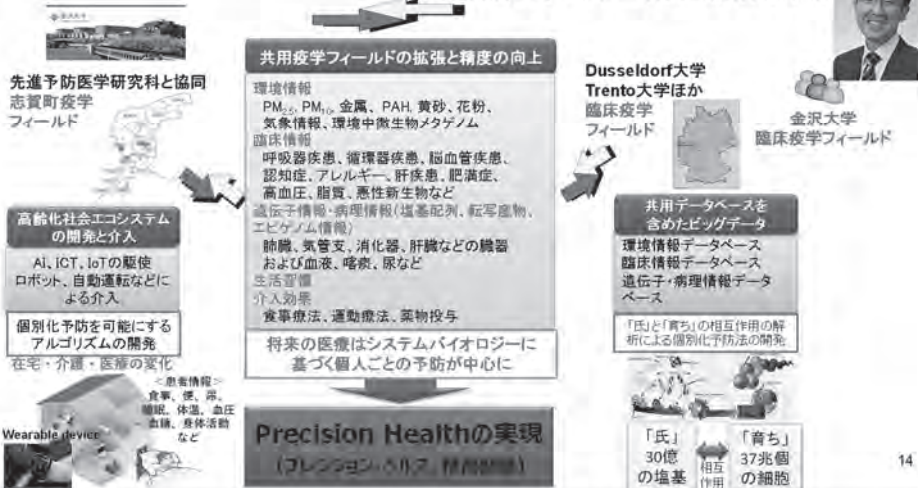 先進予防医学研究科と協同
志賀町疫学
フィールド
高齢化社会エコシステム
の開発と介入
AI、ICT、IoTの駆使
ロボット、自動運転などに
よる介入
個別化予防を可能にする
アルゴリズムの開発
在宅・介護・医療の変化
＜患者情報＞
食事、便、尿、
睡眠、体温、血圧
血糖、身体活動
など
Wearable device
共用疫学フィールドの拡張と精度の向上
環境情報
PM2.5、PM10、金属、PAH、黄砂、花粉、
気象情報、環境中微生物メタゲノム
臨床情報
呼吸器疾患、循環器疾患、脳血管疾患、
認知症、アレルギー、肝疾患、肥満症、
高血圧、脂質、悪性新生物など
遺伝子情報・病理情報（塩基配列、転写産物、
エピゲノム情報）
肺臓、気管支、消化器、肝臓などの臓器
および血液、喀痰、尿など
生活習慣
介入効果
食事療法、運動療法、薬物投与
将来の医療はシステムバイオロジーに
基づく個人ごとの予防が中心に
Precision Healthの実現
Dusseldorf大学
Trento大学ほか
臨床疫学
フィールド
金沢大学
臨床疫学フィールド
共用データベースを
含めたビッグデータ
環境情報データベース
臨床情報データベース
遺伝子・病理情報データ
ベース
「氏」と「育ち」の相互作用の解
析による個別化予防法の開発
「氏」
30億
の塩基
相互
作用
「育ち」
37兆個
の細胞
14